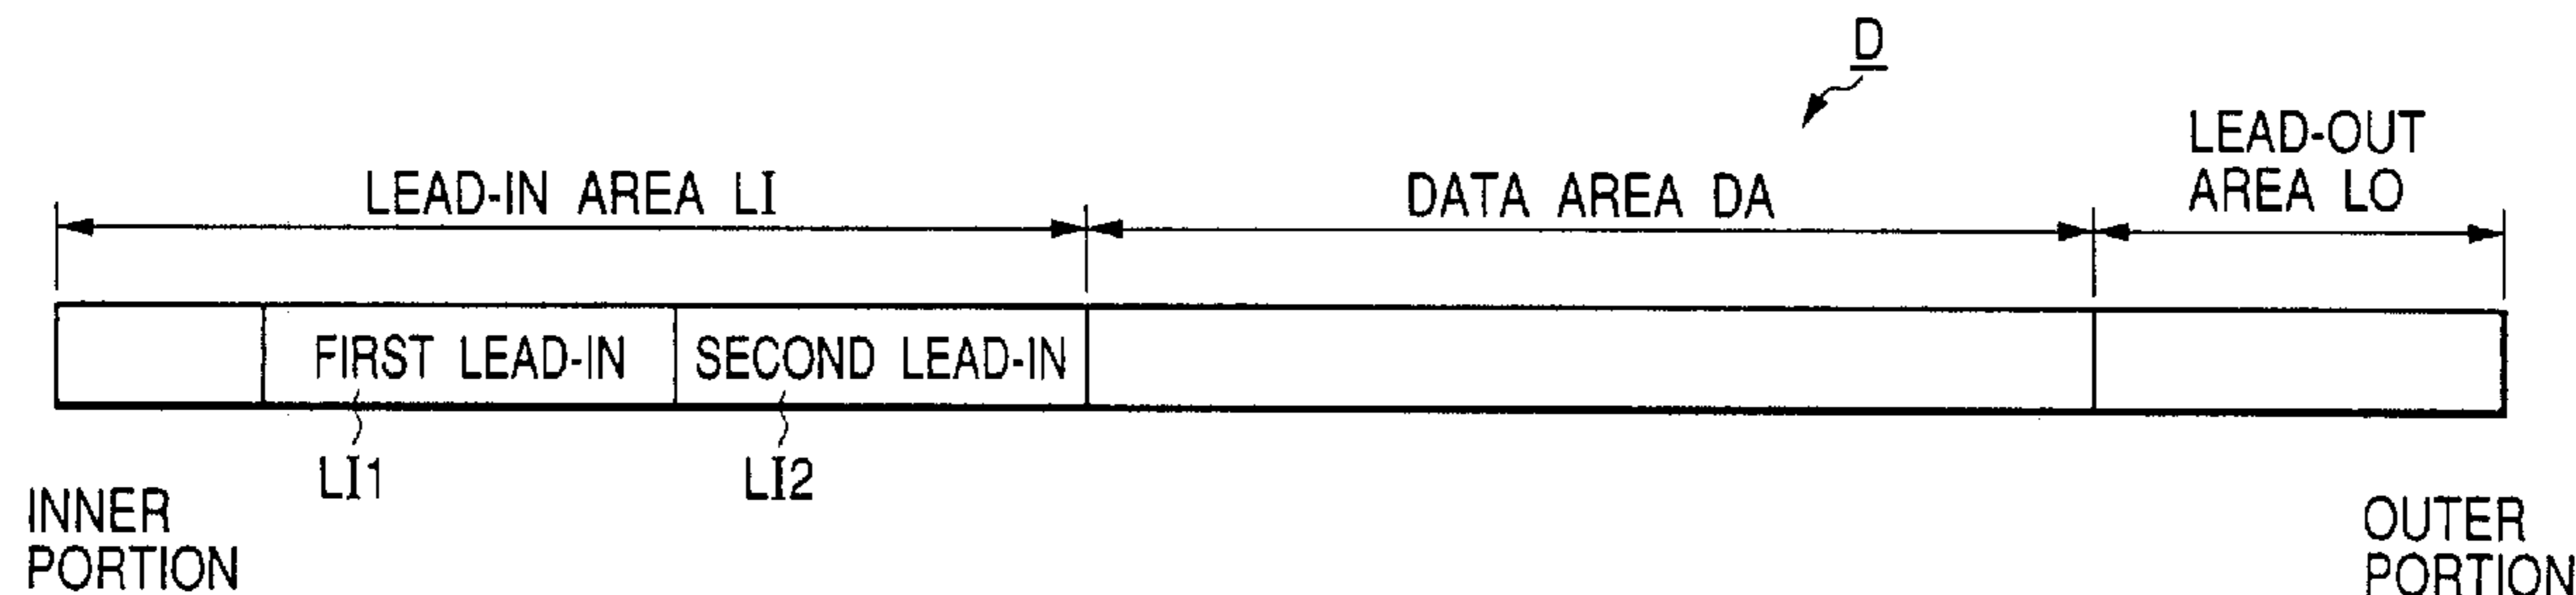 D
LEAD-IN AREA LI
DATA AREA DA
LEAD-OUT
AREA LO
FIRST LEAD-IN
SECOND LEAD-IN
LI1
LI2
INNER
PORTION
OUTER
PORTION